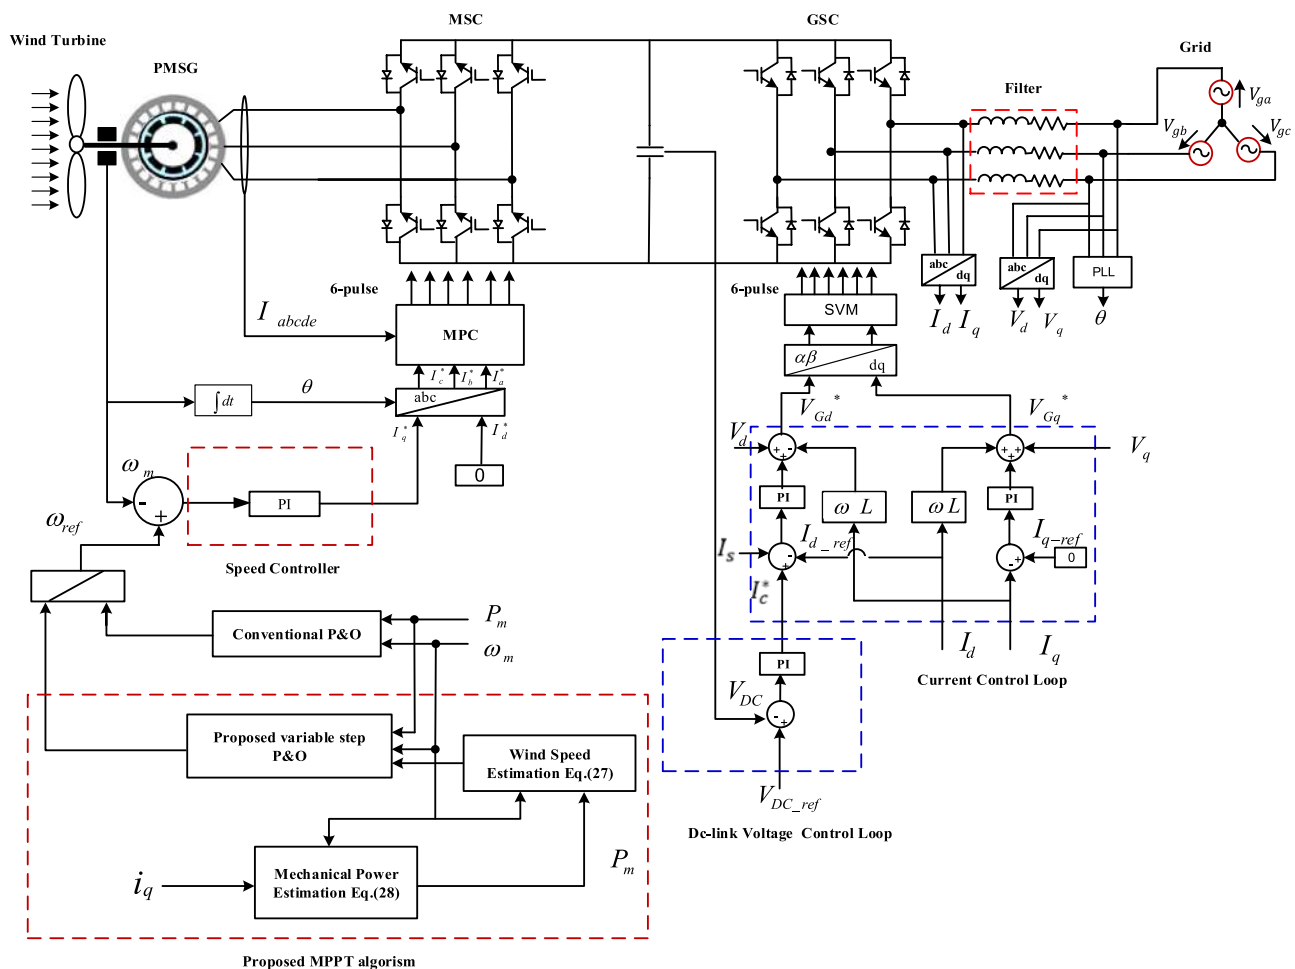 Wind Turbine
PMSG
MSC
GSC
Grid
Filter
V_ga
V_gb
V_gc
6-pulse
6-pulse
abc
dq
abc
dq
PLL
I_d
I_q
V_d
V_q
θ
SVM
αβ
dq
I_abcde
MPC
I_c^*
I_b^*
I_a^*
abc
∫dt
θ
I_q^*
I_d^*
0
ω_m
-
+
PI
ω_ref
Speed Controller
V_Gd^*
V_Gq^*
V_d
+ -
+
+ +
+
V_q
PI
ω L
ω L
PI
I_s
I_d_ref
-
+
I_q-ref
- +
0
I_c^*
I_d
I_q
Current Control Loop
PI
V_DC
- +
V_DC_ref
Dc-link Voltage Control Loop
Conventional P&O
P_m
ω_m
Proposed variable step
P&O
Wind Speed
Estimation Eq.(27)
Mechanical Power
Estimation Eq.(28)
i_q
P_m
Proposed MPPT algorism